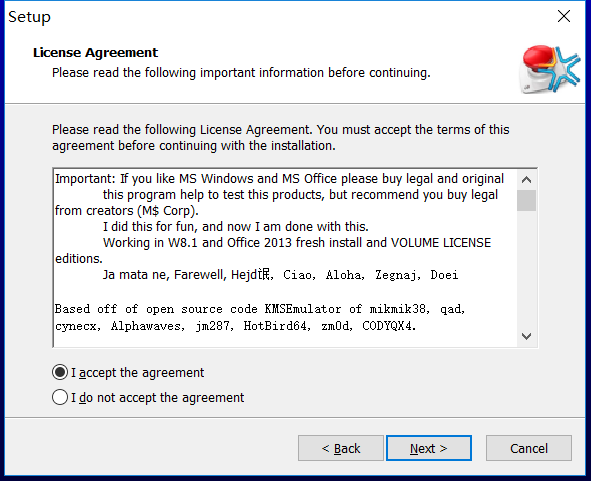 Setup
License Agreement
Please read the following important information before continuing.
Please read the following License Agreement. You must accept the terms of this
agreement before continuing with the installation.
Important: If you like MS Windows and MS Office please buy legal and original
this program help to test this products, but recommend you buy legal
from creators (M$ Corp).
I did this for fun, and now I am done with this.
Working in W8.1 and Office 2013 fresh install and VOLUME LICENSE
editions.
Ja mata ne, Farewell, Hejdt氓, Ciao, Aloha, Zegnaj, Doei
Based off of open source code KMSEmulator of mikmik38, qad,
cynecx, Alphawaves, jm287, HotBird64, zm0d, CODYQX4.
I accept the agreement
I do not accept the agreement
< Back
Next >
Cancel